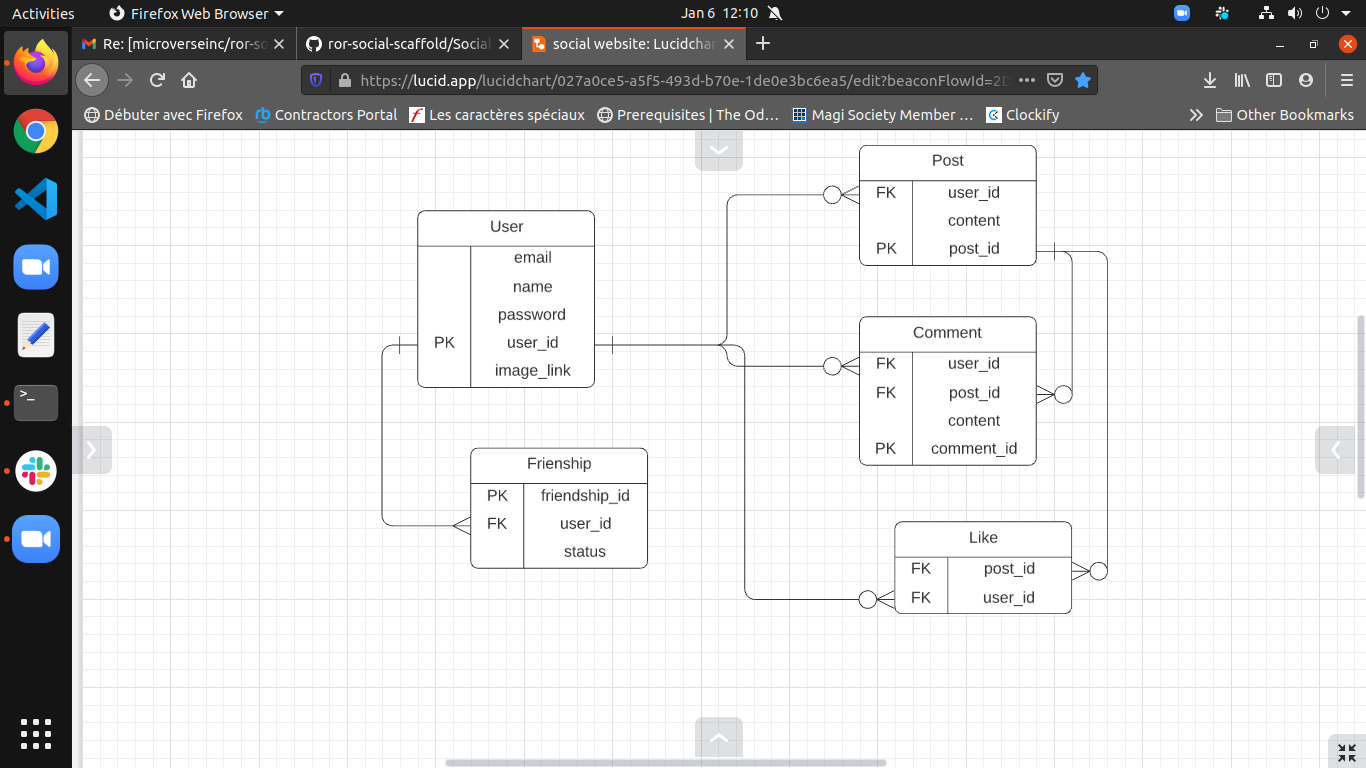 Activities
Firefox Web Browser
Jan 6 12:10
Re: [microverseinc/ror-so
ror-social-scaffold/Social
social website: Lucidchar
https://lucid.app/lucidchart/027a0ce5-a5f5-493d-b70e-1de0e3bc6ea5/edit?beaconFlowId=2D
Débuter avec Firefox
Contractors Portal
Les caractères spéciaux
Prerequisites | The Od…
Magi Society Member …
Clockify
Other Bookmarks
User
email
name
password
PK user_id
image_link
Frienship
PK friendship_id
FK user_id
status
Post
FK user_id
content
PK post_id
Comment
FK user_id
FK post_id
content
PK comment_id
Like
FK post_id
FK user_id